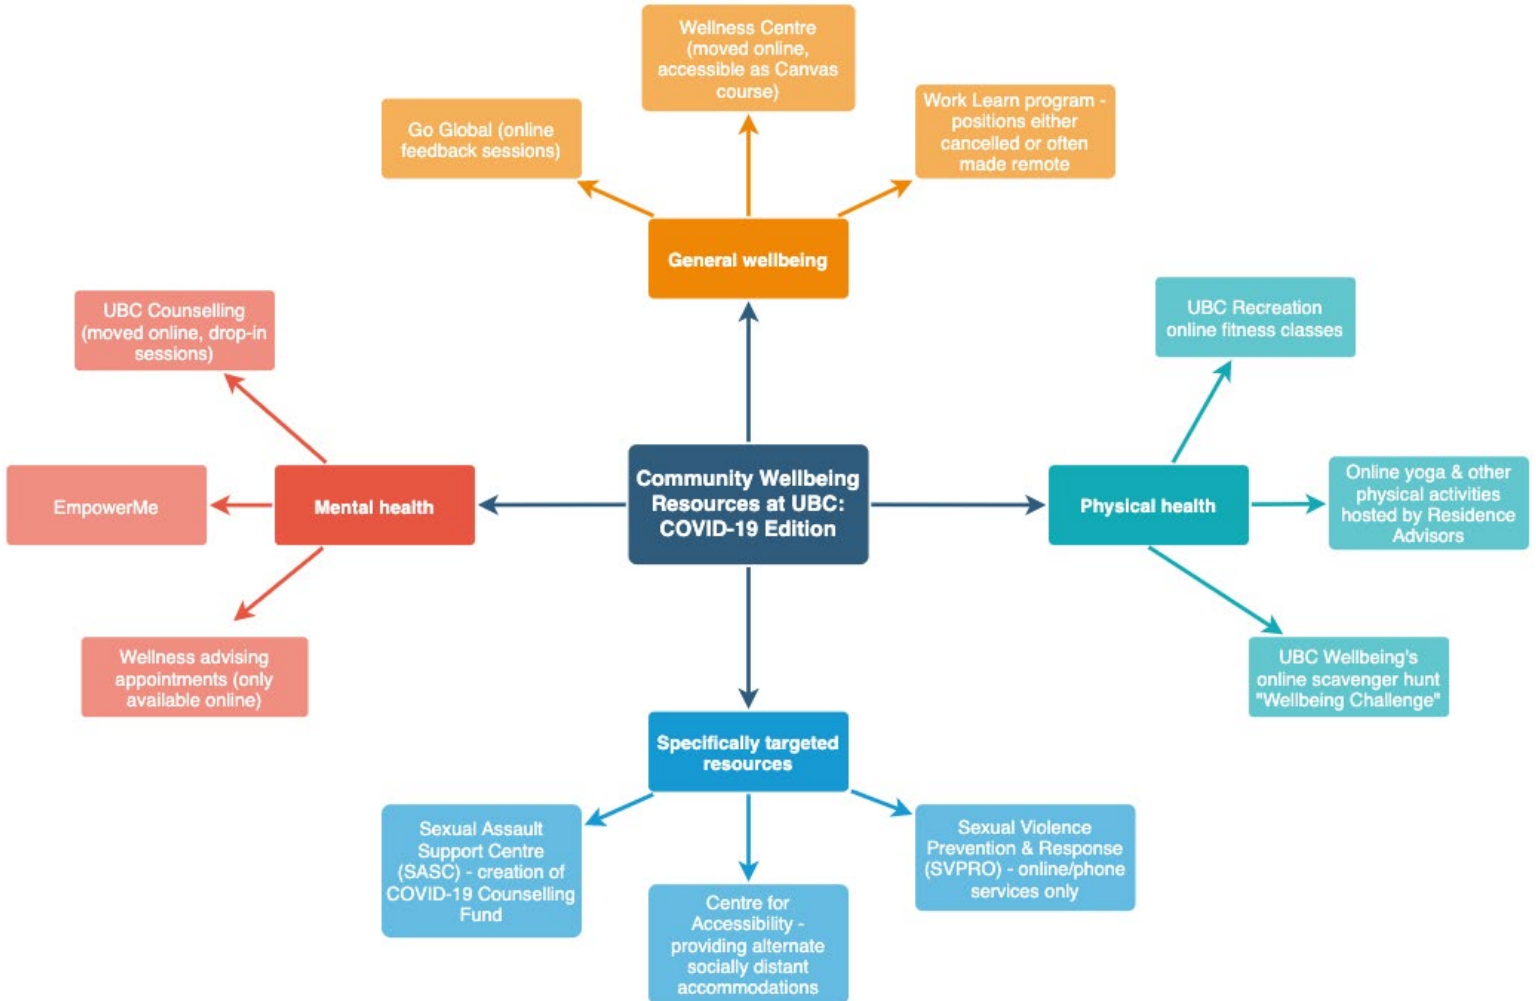 Wellness Centre
(moved online,
accessible as Canvas
course)
Go Global (online
feedback sessions)
Work Learn program -
positions either
cancelled or often
made remote
General wellbeing
UBC Counselling
(moved online, drop-in
sessions)
EmpowerMe
Mental health
Wellness advising
appointments (only
available online)
Community Wellbeing
Resources at UBC:
COVID-19 Edition
UBC Recreation
online fitness classes
Physical health
Online yoga & other
physical activities
hosted by Residence
Advisors
UBC Wellbeing's
online scavenger hunt
"Wellbeing Challenge"
Specifically targeted
resources
Sexual Assault
Support Centre
(SASC) - creation of
COVID-19 Counselling
Fund
Centre for
Accessibility -
providing alternate
socially distant
accommodations
Sexual Violence
Prevention & Response
(SVPRO) - online/phone
services only